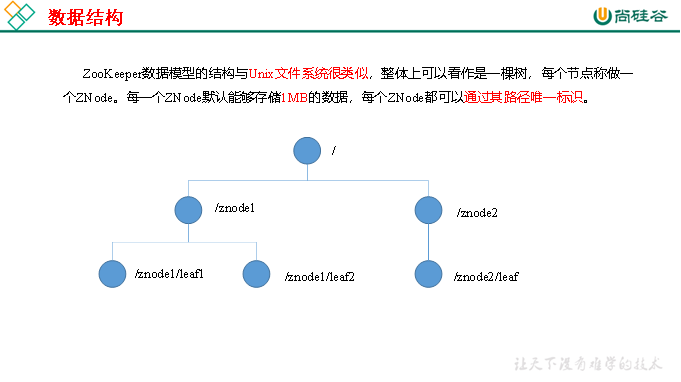 数据结构
尚硅谷
ZooKeeper数据模型的结构与Unix文件系统很类似，整体上可以看作是一棵树，每个节点称做一
个ZNode。每一个ZNode默认能够存储1MB的数据，每个ZNode都可以通过其路径唯一标识。
/
/znode1
/znode2
/znode1/leaf1
/znode1/leaf2
/znode2/leaf
让天下没有难学的技术